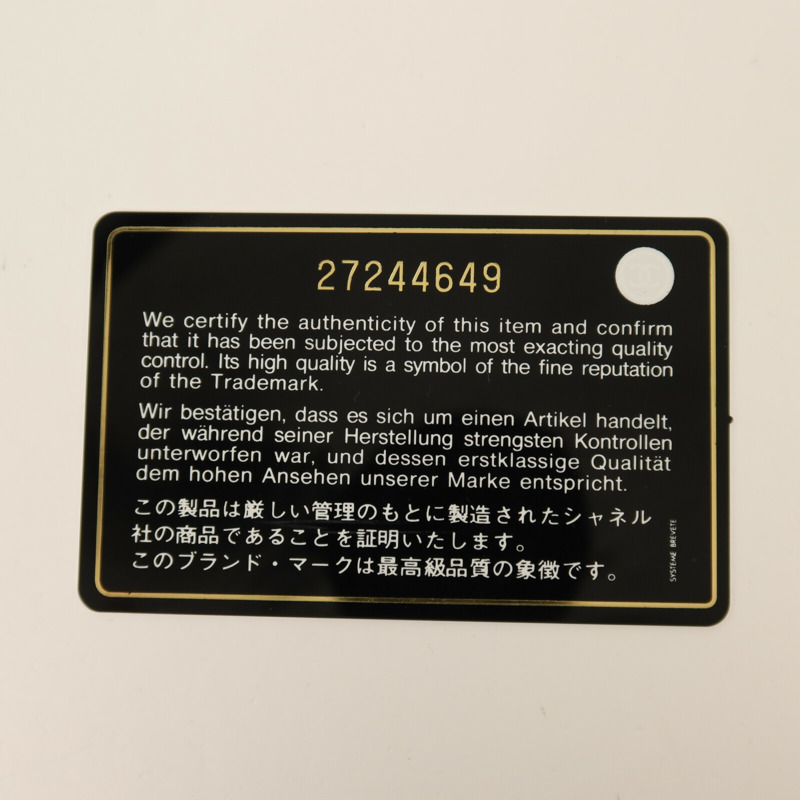 27244649
We certify the authenticity of this item and confirm
that it has been subjected to the most exacting quality
control. Its high quality is a symbol of the fine reputation
of the Trademark.
Wir bestätigen, dass es sich um einen Artikel handelt,
der während seiner Herstellung strengsten Kontrollen
unterworfen war, und dessen erstklassige Qualität
dem hohen Ansehen unserer Marke entspricht.
この製品は厳しい管理のもとに製造されたシャネル
社の商品であることを証明いたします。
このブランド・マークは最高級品質の象徴です。
SYSTEME BREVETE